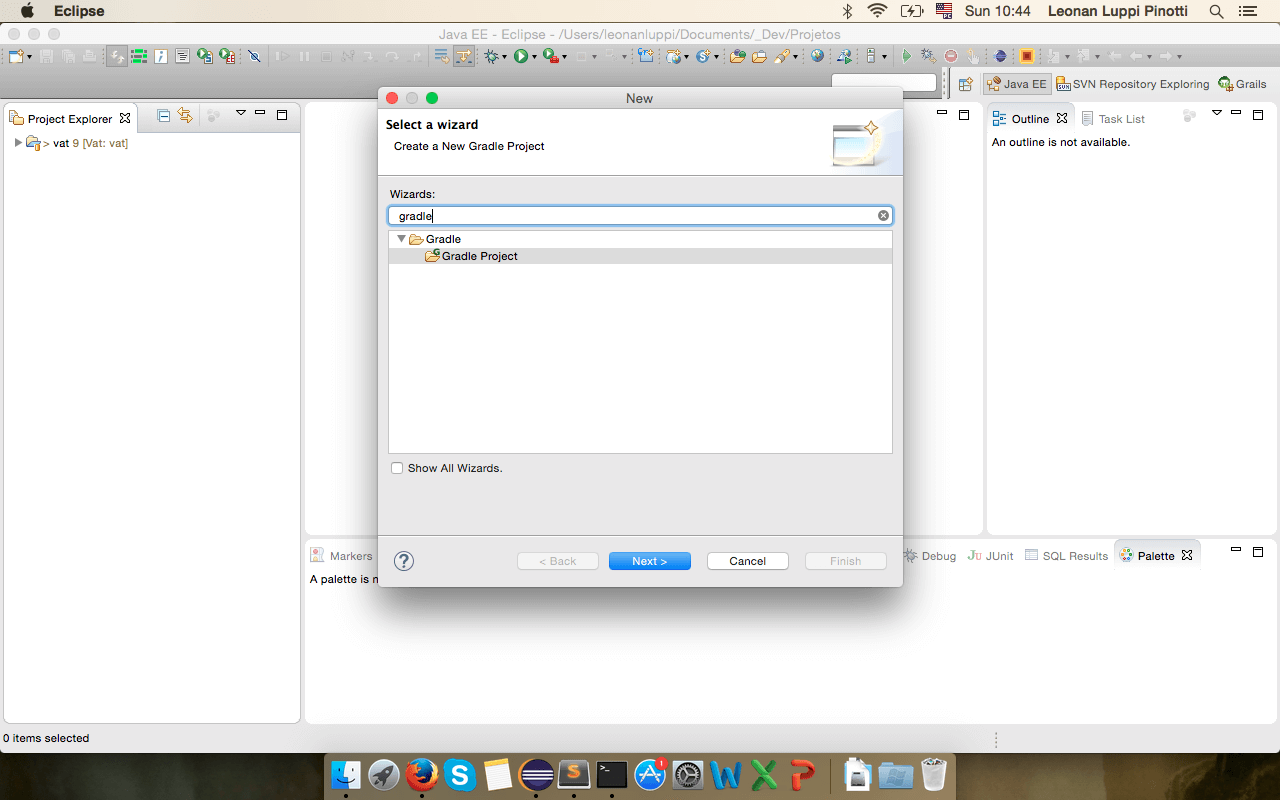 Eclipse
Sun 10:44
Leonan Luppi Pinotti
Java EE - Eclipse - /Users/leonanluppi/Documents/_Dev/Projetos
Java EE
SVN Repository Exploring
Grails
New
Project Explorer
Select a wizard
Create a New Gradle Project
Outline
Task List
> vat 9 [Vat: vat]
An outline is not available.
Wizards:
gradle
Gradle
Gradle Project
Show All Wizards.
Markers
< Back
Next >
Cancel
Finish
Debug
JUnit
SQL Results
Palette
A palette is n
0 items selected
1